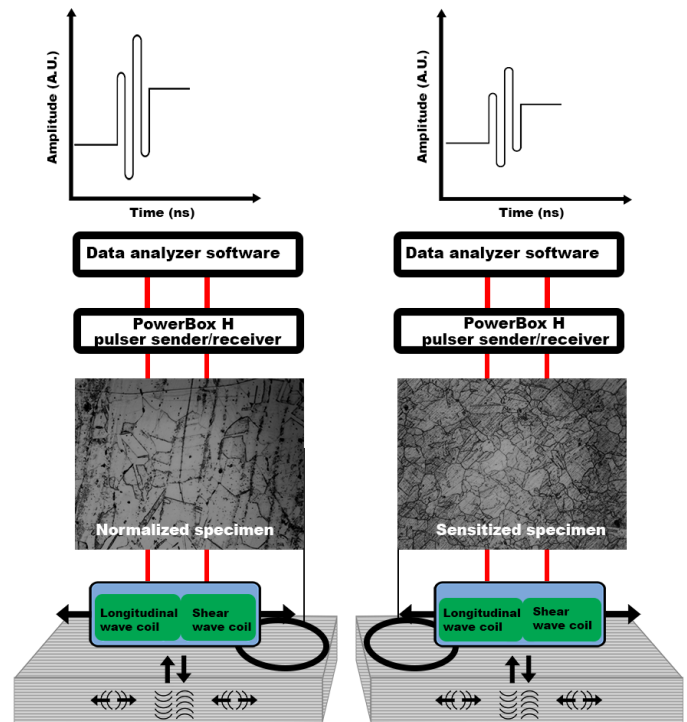 Amplitude (A.U.)
Time (ns)
Data analyzer software
PowerBox H
pulser sender/receiver
Normalized specimen
Longitudinal
wave coil
Shear
wave coil
Amplitude (A.U.)
Time (ns)
Data analyzer software
PowerBox H
pulser sender/receiver
Sensitized specimen
Longitudinal
wave coil
Shear
wave coil